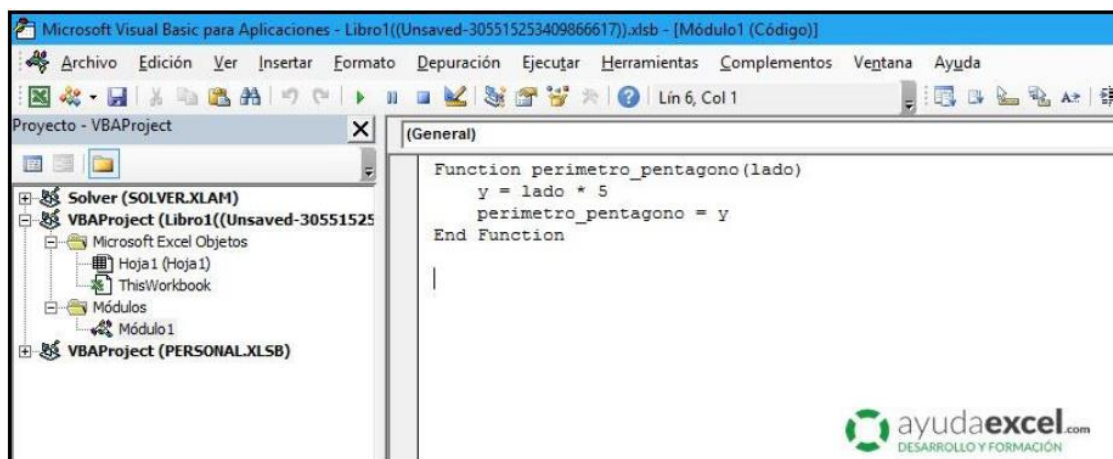 Microsoft Visual Basic para Aplicaciones - Libro1((Unsaved-305515253409866617)).xlsb - [Módulo1 (Código)]
Archivo Edición Ver Insertar Formato Depuración Ejecutar Herramientas Complementos Ventana Ayuda
Lín 6, Col 1
Proyecto - VBAProject
(General)
Solver (SOLVER.XLAM)
VBAProject (Libro1((Unsaved-30551525
Microsoft Excel Objetos
Hoja1 (Hoja1)
ThisWorkbook
Módulos
Módulo1
VBAProject (PERSONAL.XLSB)
Function perimetro_pentagono(lado)
y = lado * 5
perimetro_pentagono = y
End Function
ayudaexcel.com
DESARROLLO Y FORMACIÓN